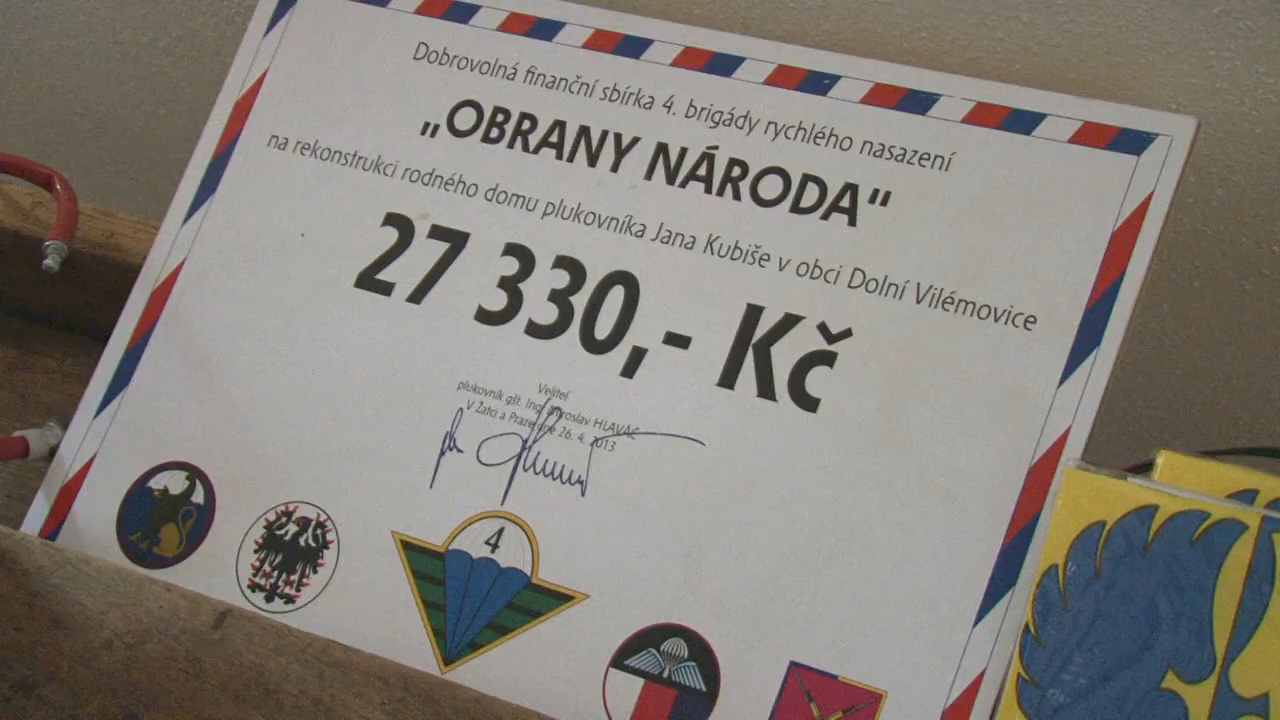 Dobrovolná finanční sbírka 4. brigády rychlého nasazení
„OBRANY NÁRODA“
na rekonstrukci rodného domu plukovníka Jana Kubiše v obci Dolní Vilémovice
27 330,- Kč
Velitel
plukovník gšt. Ing. HLAVÁČ
V Žatci a Praze dne 26. 4. 2013
4